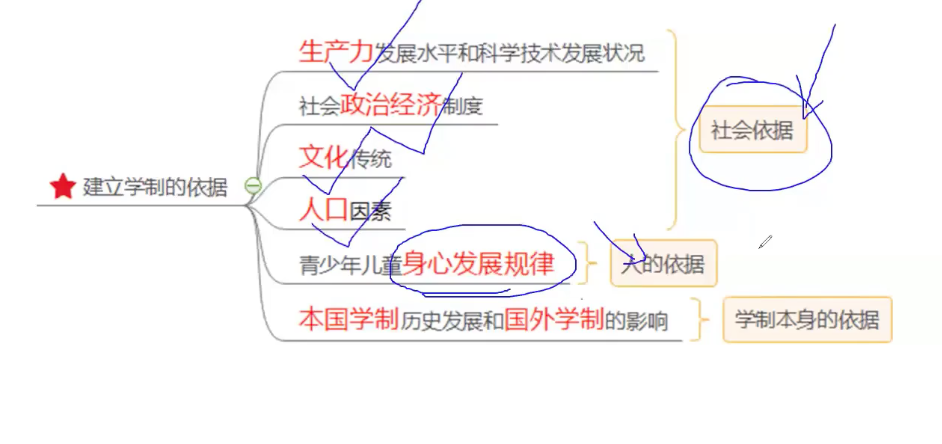 生产力发展水平和科学技术发展状况
社会政治经济制度
社会依据
文化传统
建立学制的依据
人口因素
青少年儿童身心发展规律
人的依据
本国学制历史发展和国外学制的影响
学制本身的依据